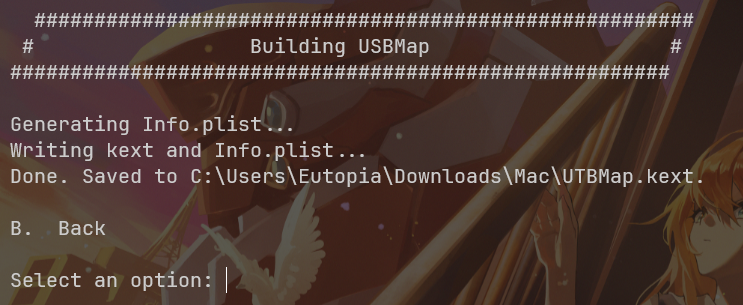 #######################################################
# Building USBMap #
#######################################################
Generating Info.plist...
Writing kext and Info.plist...
Done. Saved to C:\Users\Eutopia\Downloads\Mac\UTBMap.kext.
B. Back
Select an option: